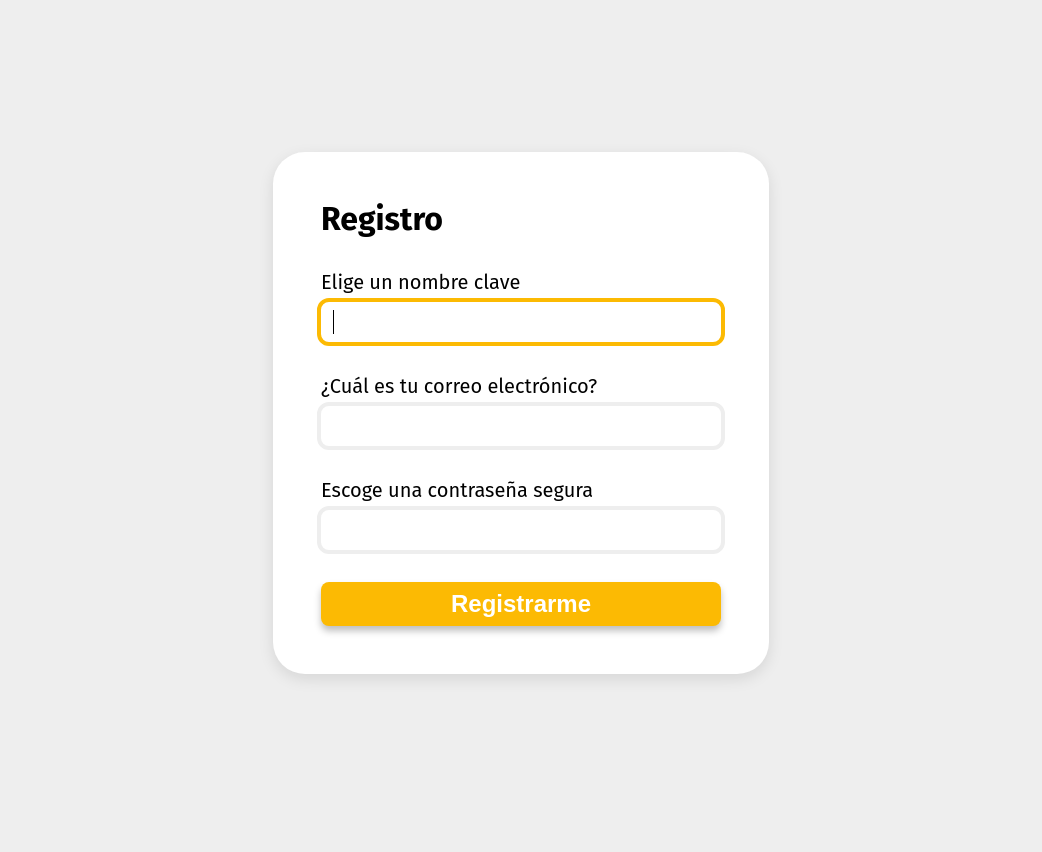 Registro
Elige un nombre clave
¿Cuál es tu correo electrónico?
Escoge una contraseña segura
Registrarme